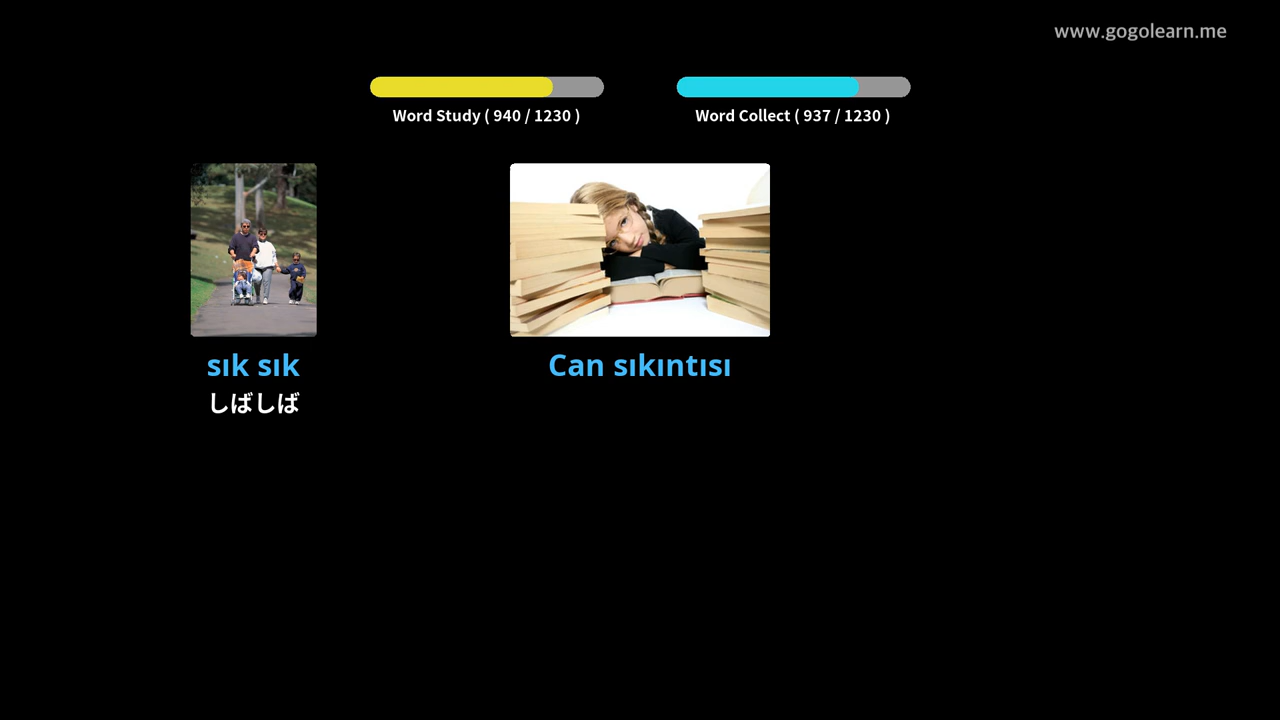 www.gogolearn.me
Word Study ( 940 / 1230 )
Word Collect ( 937 / 1230 )
sık sık
しばしば
Can sıkıntısı